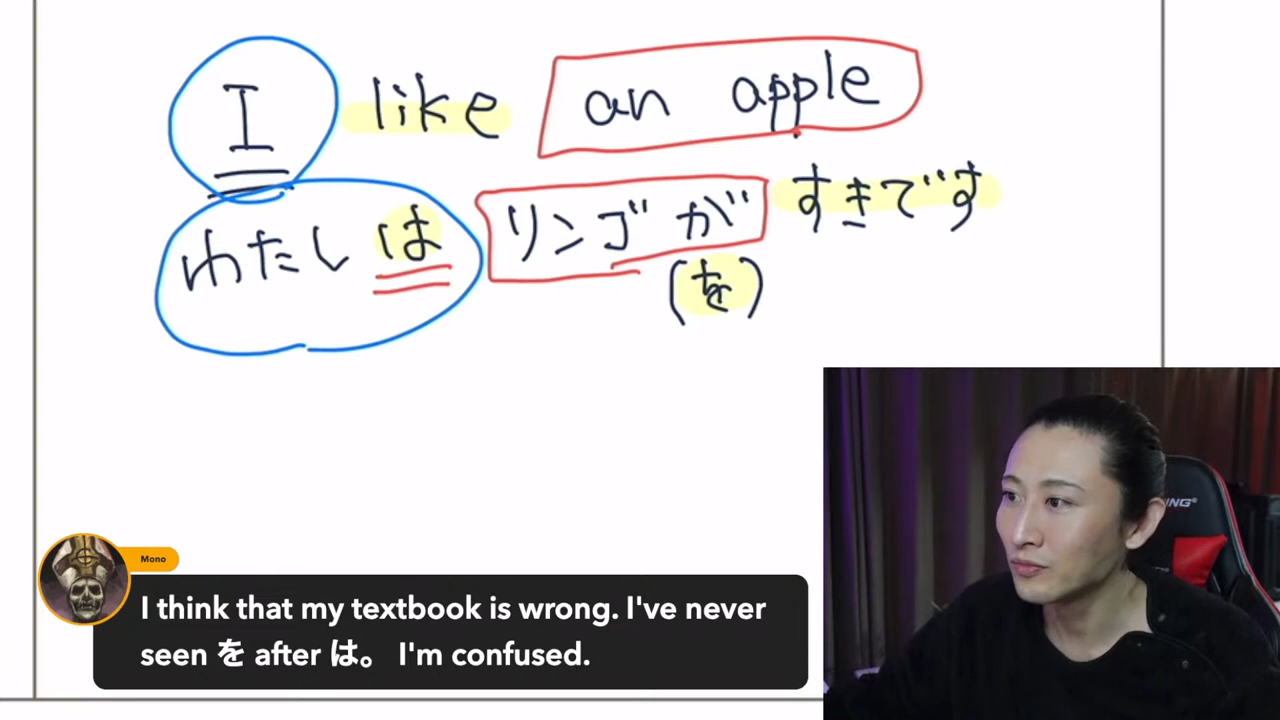 I like an apple
わたしは リンゴが すきです
(を)
Mono
I think that my textbook is wrong. I've never
seen を after は。 I'm confused.